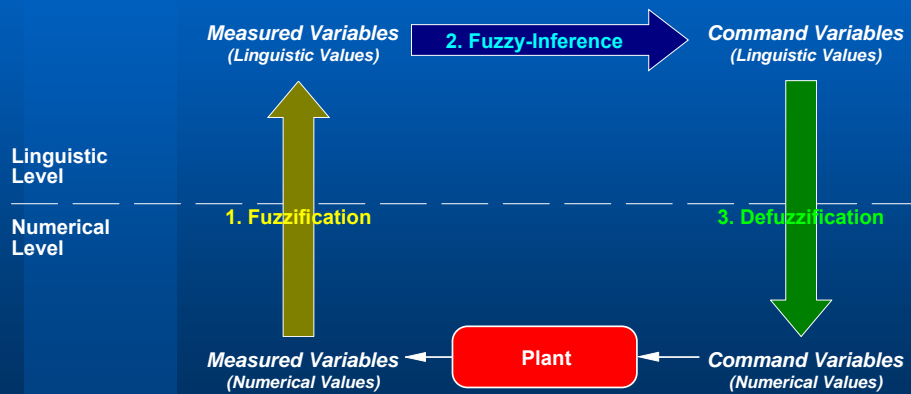 Measured Variables
(Linguistic Values)
2. Fuzzy-Inference
Command Variables
(Linguistic Values)
Linguistic
Level
1. Fuzzification
3. Defuzzification
Numerical
Level
Measured Variables
(Numerical Values)
Plant
Command Variables
(Numerical Values)